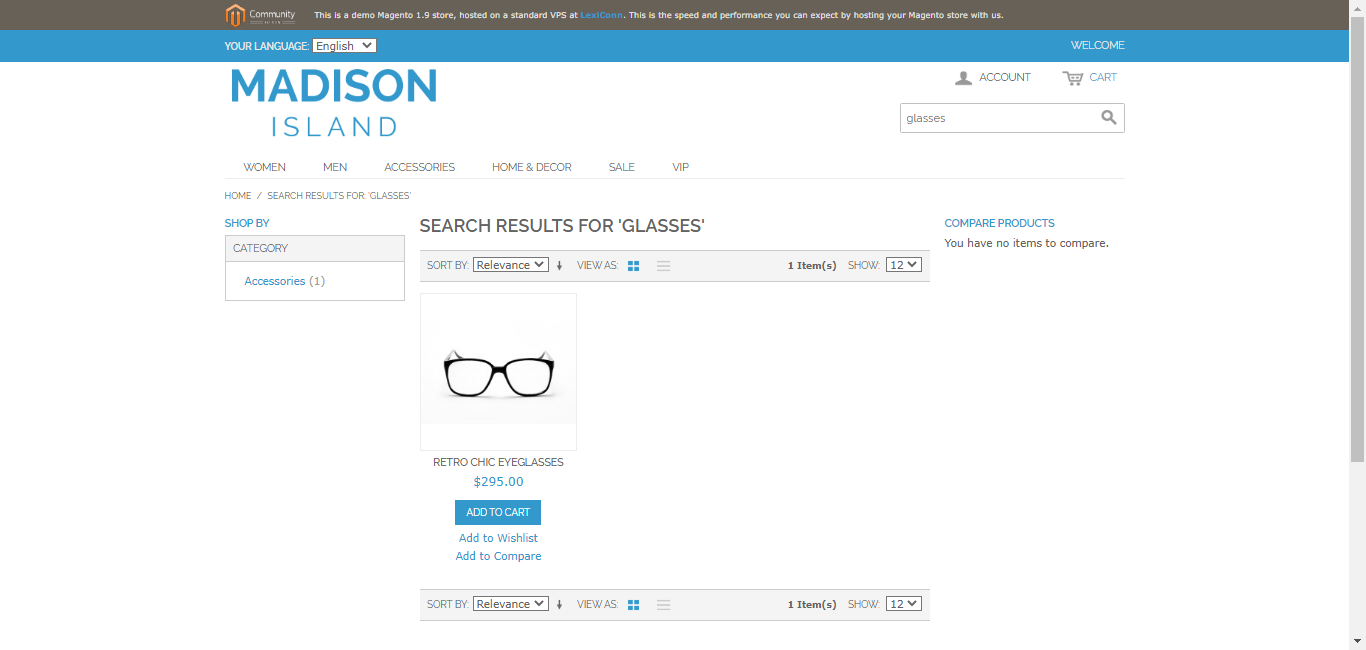 Community
This is a demo Magento 1.9 store, hosted on a standard VPS at LexiConn. This is the speed and performance you can expect by hosting your Magento store with us.
YOUR LANGUAGE: English
WELCOME
MADISON
ISLAND
ACCOUNT
CART
glasses
WOMEN MEN ACCESSORIES HOME & DECOR SALE VIP
HOME / SEARCH RESULTS FOR: 'GLASSES'
SHOP BY
CATEGORY
Accessories (1)
SEARCH RESULTS FOR 'GLASSES'
SORT BY: Relevance VIEW AS: 1 Item(s) SHOW: 12
RETRO CHIC EYEGLASSES
$295.00
ADD TO CART
Add to Wishlist
Add to Compare
SORT BY: Relevance VIEW AS: 1 Item(s) SHOW: 12
COMPARE PRODUCTS
You have no items to compare.